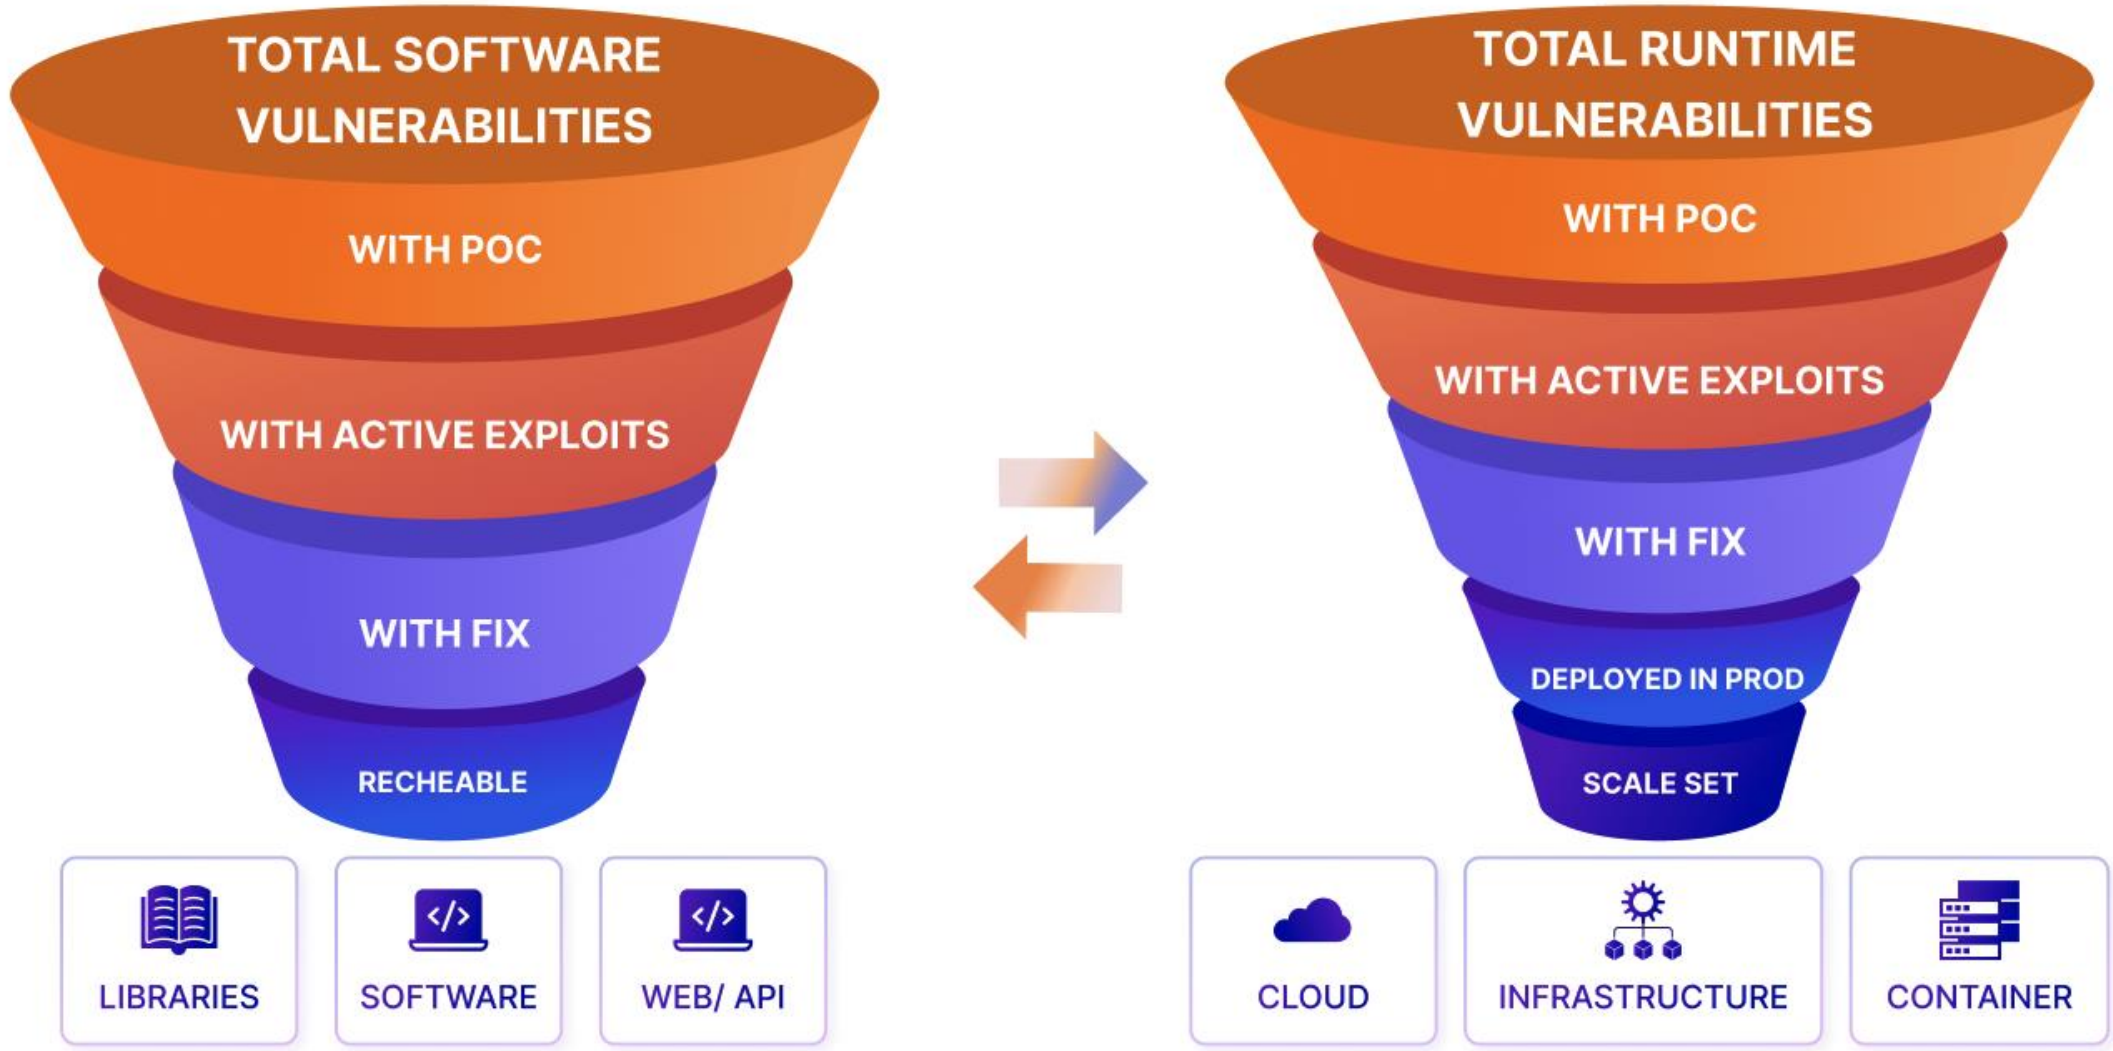 TOTAL SOFTWARE
VULNERABILITIES
WITH POC
WITH ACTIVE EXPLOITS
WITH FIX
RECHEABLE
LIBRARIES
SOFTWARE
WEB/ API
TOTAL RUNTIME
VULNERABILITIES
WITH POC
WITH ACTIVE EXPLOITS
WITH FIX
DEPLOYED IN PROD
SCALE SET
CLOUD
INFRASTRUCTURE
CONTAINER